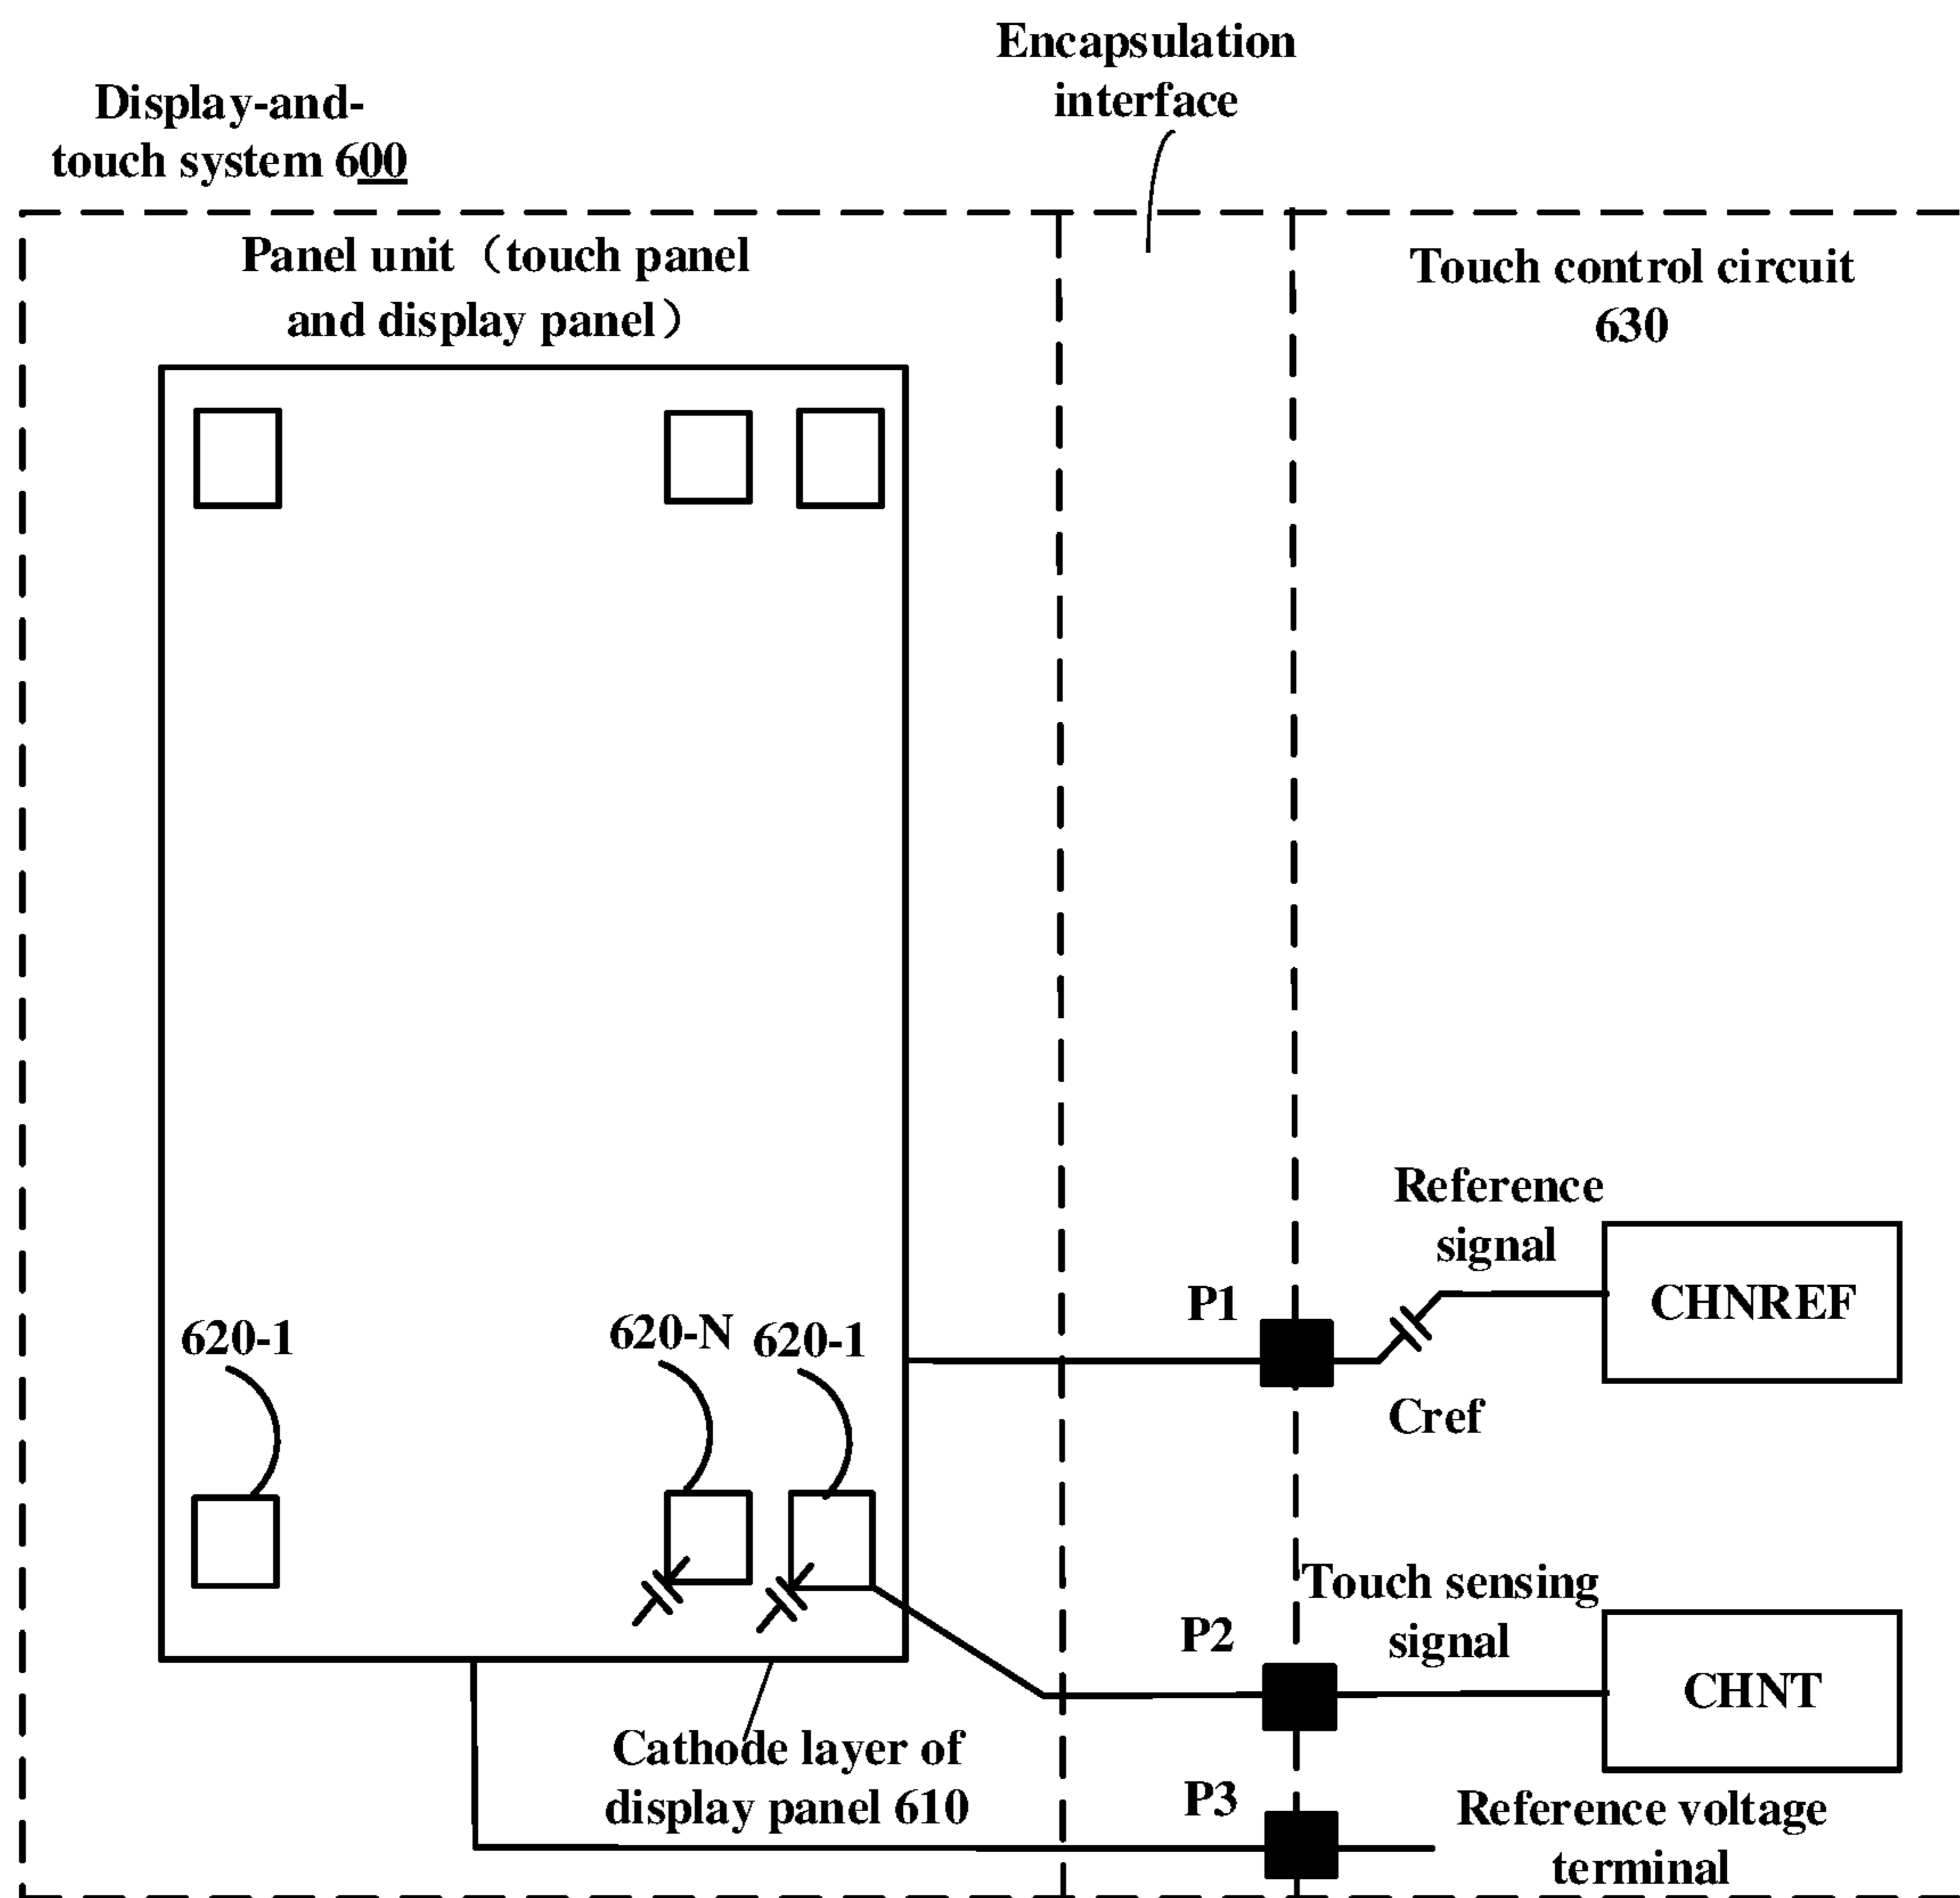 Encapsulation
interface
Display-and-
touch system 600
Panel unit（touch panel
and display panel）
Touch control circuit
630
Reference
signal
P1
CHNREF
620-1
620-N
620-1
Cref
Touch sensing
signal
P2
CHNT
Cathode layer of
display panel 610
P3
Reference voltage
terminal